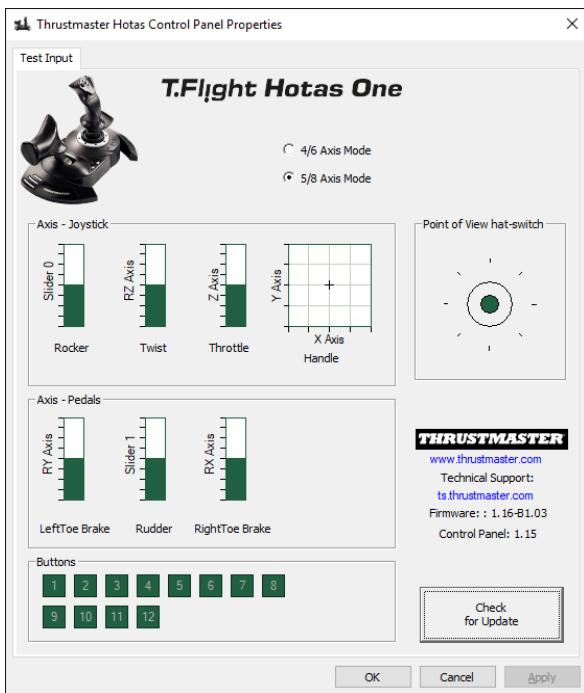 Thrustmaster Hotas Control Panel Properties
Test Input
T.Flight Hotas One
4/6 Axis Mode
5/8 Axis Mode
Axis - Joystick
Slider 0
RZ Axis
Z Axis
Y Axis
X Axis
Rocker
Twist
Throttle
Handle
Point of View hat-switch
Axis - Pedals
RY Axis
Slider 1
RX Axis
LeftToe Brake
Rudder
RightToe Brake
THRUSTMASTER
www.thrustmaster.com
Technical Support:
ts.thrustmaster.com
Firmware: : 1.16-B1.03
Control Panel: 1.15
Buttons
1 2 3 4 5 6 7 8
9 10 11 12
Check
for Update
OK
Cancel
Apply